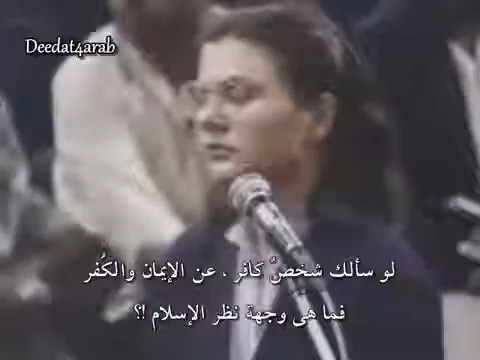 Deedat4arab
لو سألك شخصٌ كافر ، عن الإيمان والكُفر
فما هى وجهة نظر الإسلام ؟!